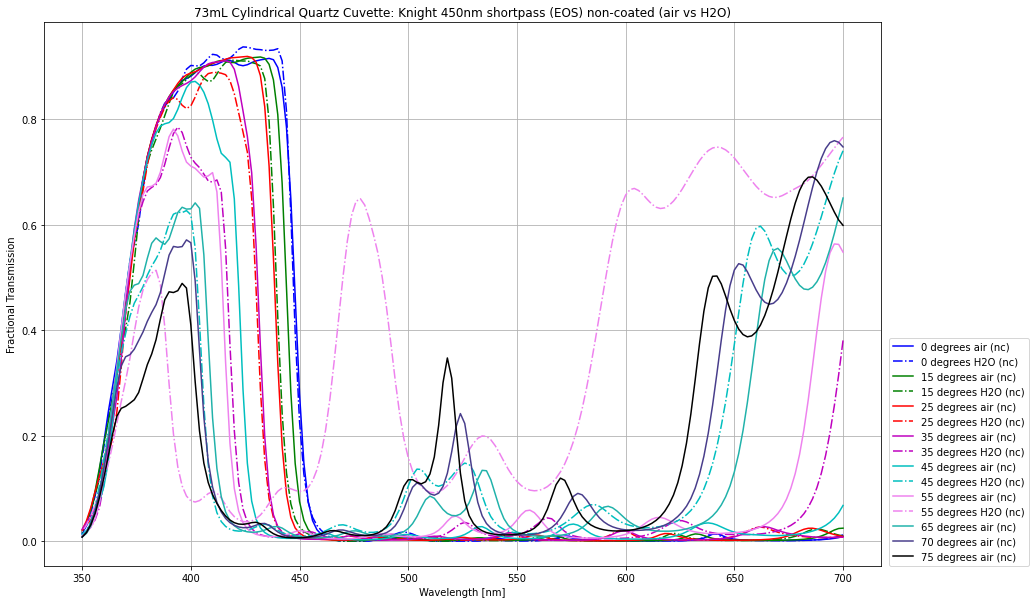 73mL Cylindrical Quartz Cuvette: Knight 450nm shortpass (EOS) non-coated (air vs H2O)
Fractional Transmission
0.8
0.6
0.4
0.2
0.0
350 400 450 500 550 600 650 700
Wavelength [nm]
0 degrees air (nc)
0 degrees H2O (nc)
15 degrees air (nc)
15 degrees H2O (nc)
25 degrees air (nc)
25 degrees H2O (nc)
35 degrees air (nc)
35 degrees H2O (nc)
45 degrees air (nc)
45 degrees H2O (nc)
55 degrees air (nc)
55 degrees H2O (nc)
65 degrees air (nc)
70 degrees air (nc)
75 degrees air (nc)